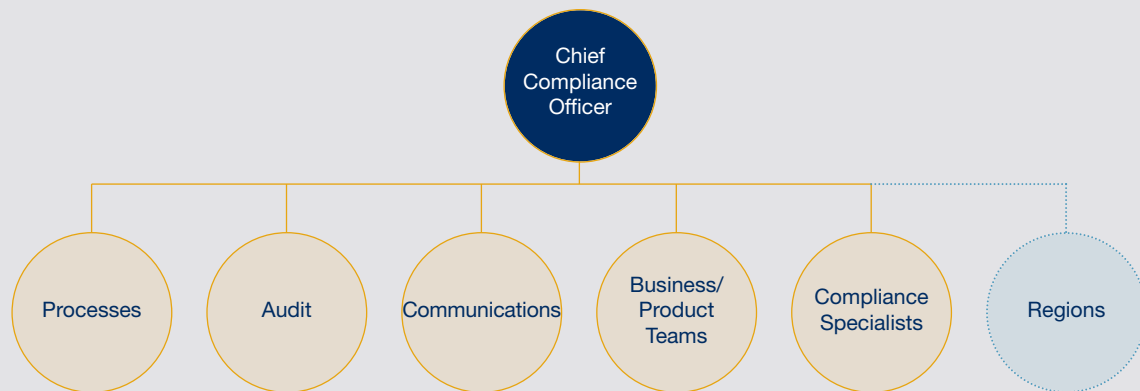 Chief
Compliance
Officer
Processes
Audit
Communications
Business/
Product
Teams
Compliance
Specialists
Regions